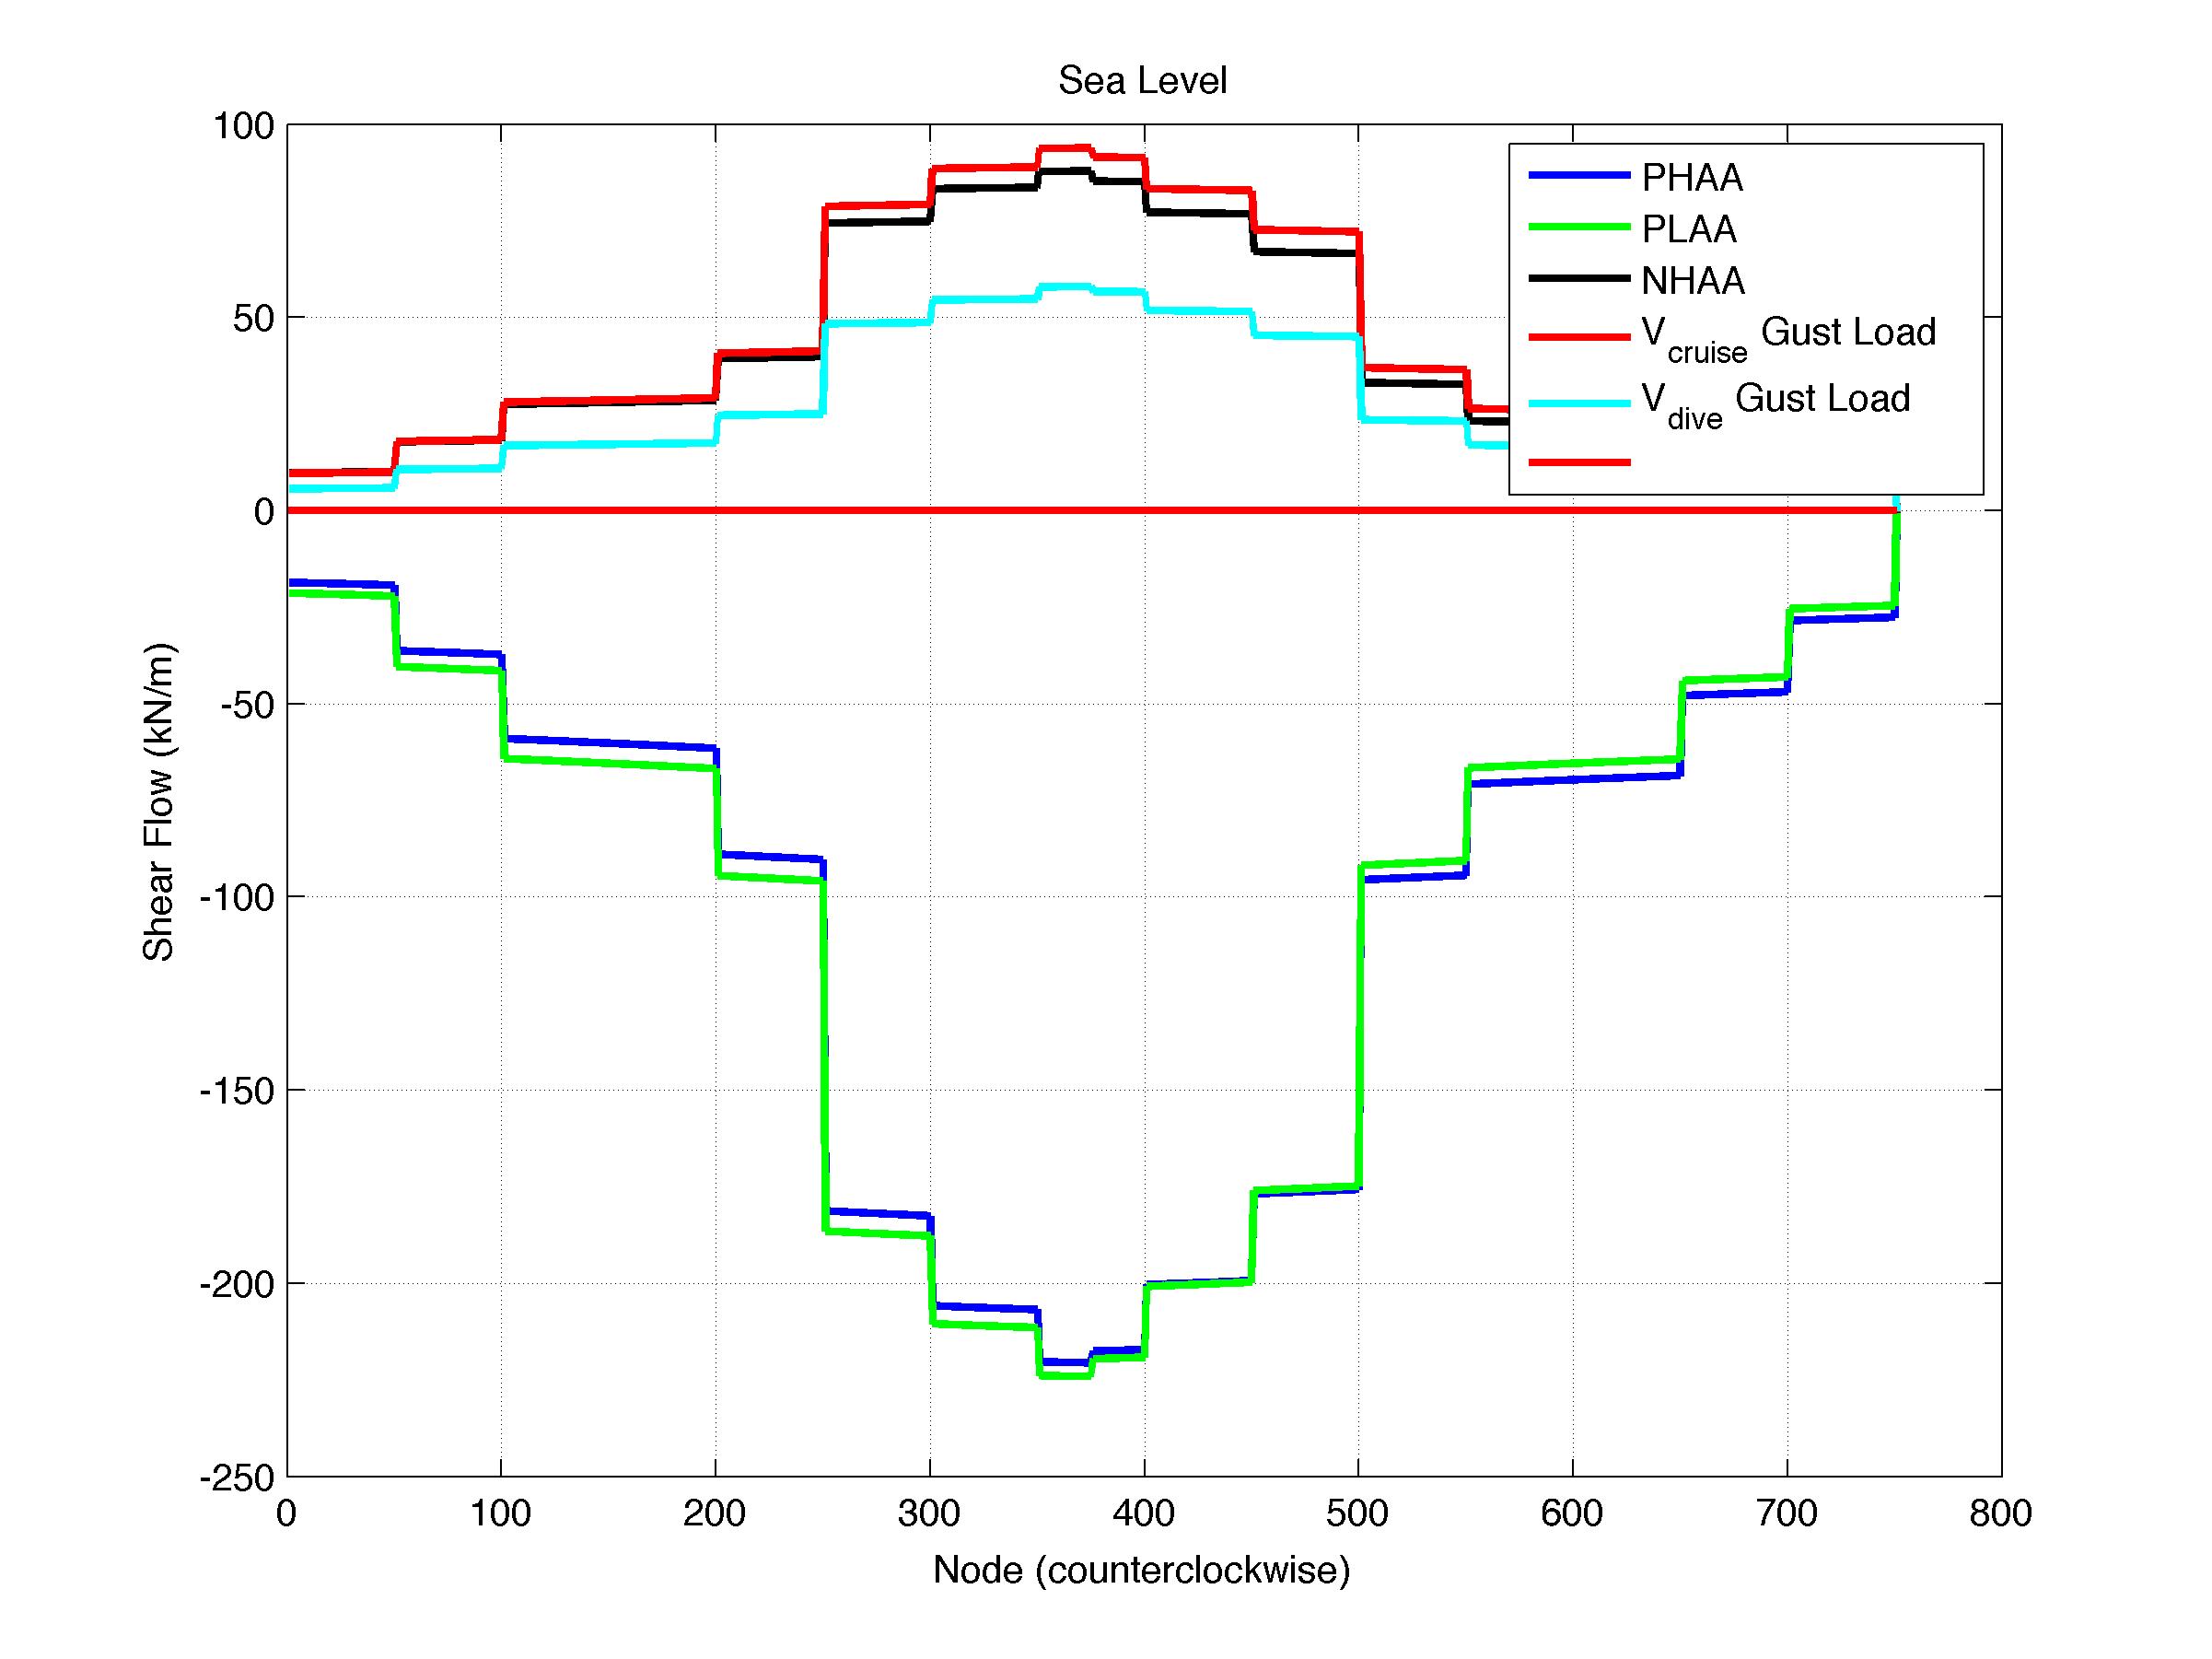 Sea Level
100
50
0
-50
-100
-150
-200
-250
Shear Flow (kN/m)
PHAA
PLAA
NHAA
Vcruise Gust Load
Vdive Gust Load
0 100 200 300 400 500 600 700 800
Node (counterclockwise)